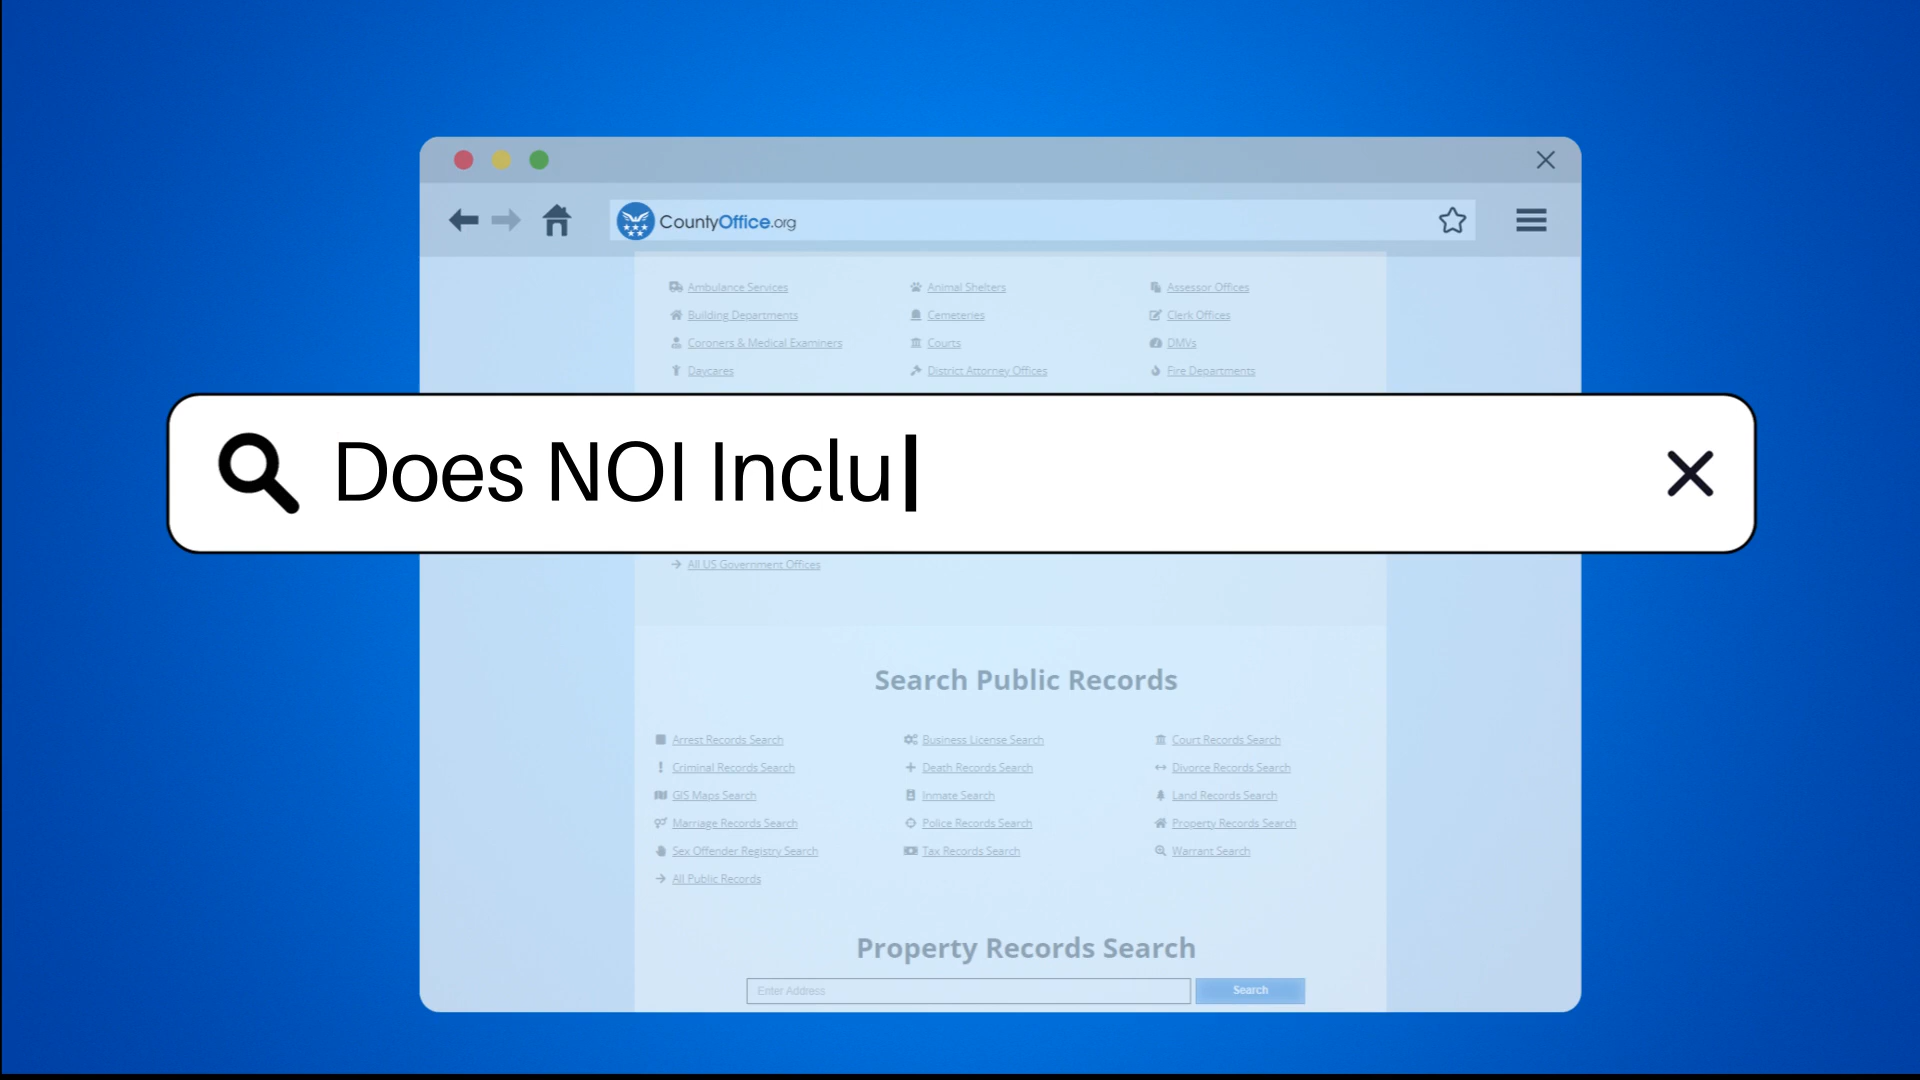 CountyOffice.org
Ambulance Services Animal Shelters Assessor Offices
Building Departments Cemeteries Clerk Offices
Coroners & Medical Examiners Courts DMVs
Daycares District Attorney Offices Fire Departments
Does NOI Inclu
All US Government Offices
Search Public Records
Arrest Records Search Business License Search Court Records Search
Criminal Records Search Death Records Search Divorce Records Search
GIS Maps Search Inmate Search Land Records Search
Marriage Records Search Police Records Search Property Records Search
Sex Offender Registry Search Tax Records Search Warrant Search
All Public Records
Property Records Search
Enter Address Search